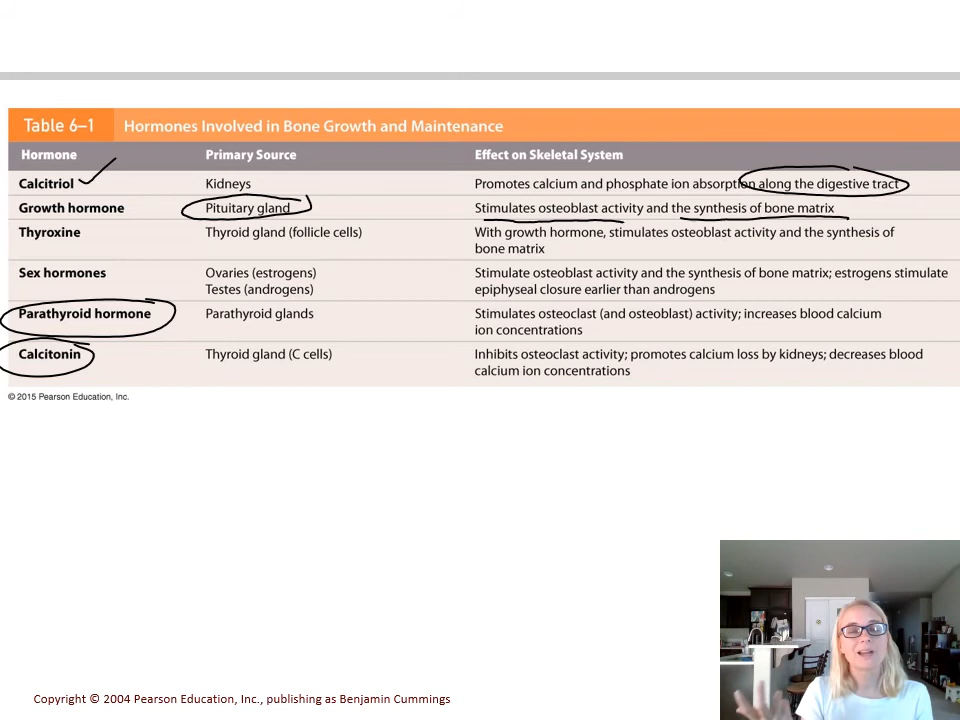 Table 6–1 Hormones Involved in Bone Growth and Maintenance
Hormone Primary Source Effect on Skeletal System
Calcitriol Kidneys Promotes calcium and phosphate ion absorption along the digestive tract
Growth hormone Pituitary gland Stimulates osteoblast activity and the synthesis of bone matrix
Thyroxine Thyroid gland (follicle cells) With growth hormone, stimulates osteoblast activity and the synthesis of
bone matrix
Sex hormones Ovaries (estrogens) Stimulate osteoblast activity and the synthesis of bone matrix; estrogens stimulate
Testes (androgens) epiphyseal closure earlier than androgens
Parathyroid hormone Parathyroid glands Stimulates osteoclast (and osteoblast) activity; increases blood calcium
ion concentrations
Calcitonin Thyroid gland (C cells) Inhibits osteoclast activity; promotes calcium loss by kidneys; decreases blood
calcium ion concentrations
© 2015 Pearson Education, Inc.
Copyright © 2004 Pearson Education, Inc., publishing as Benjamin Cummings